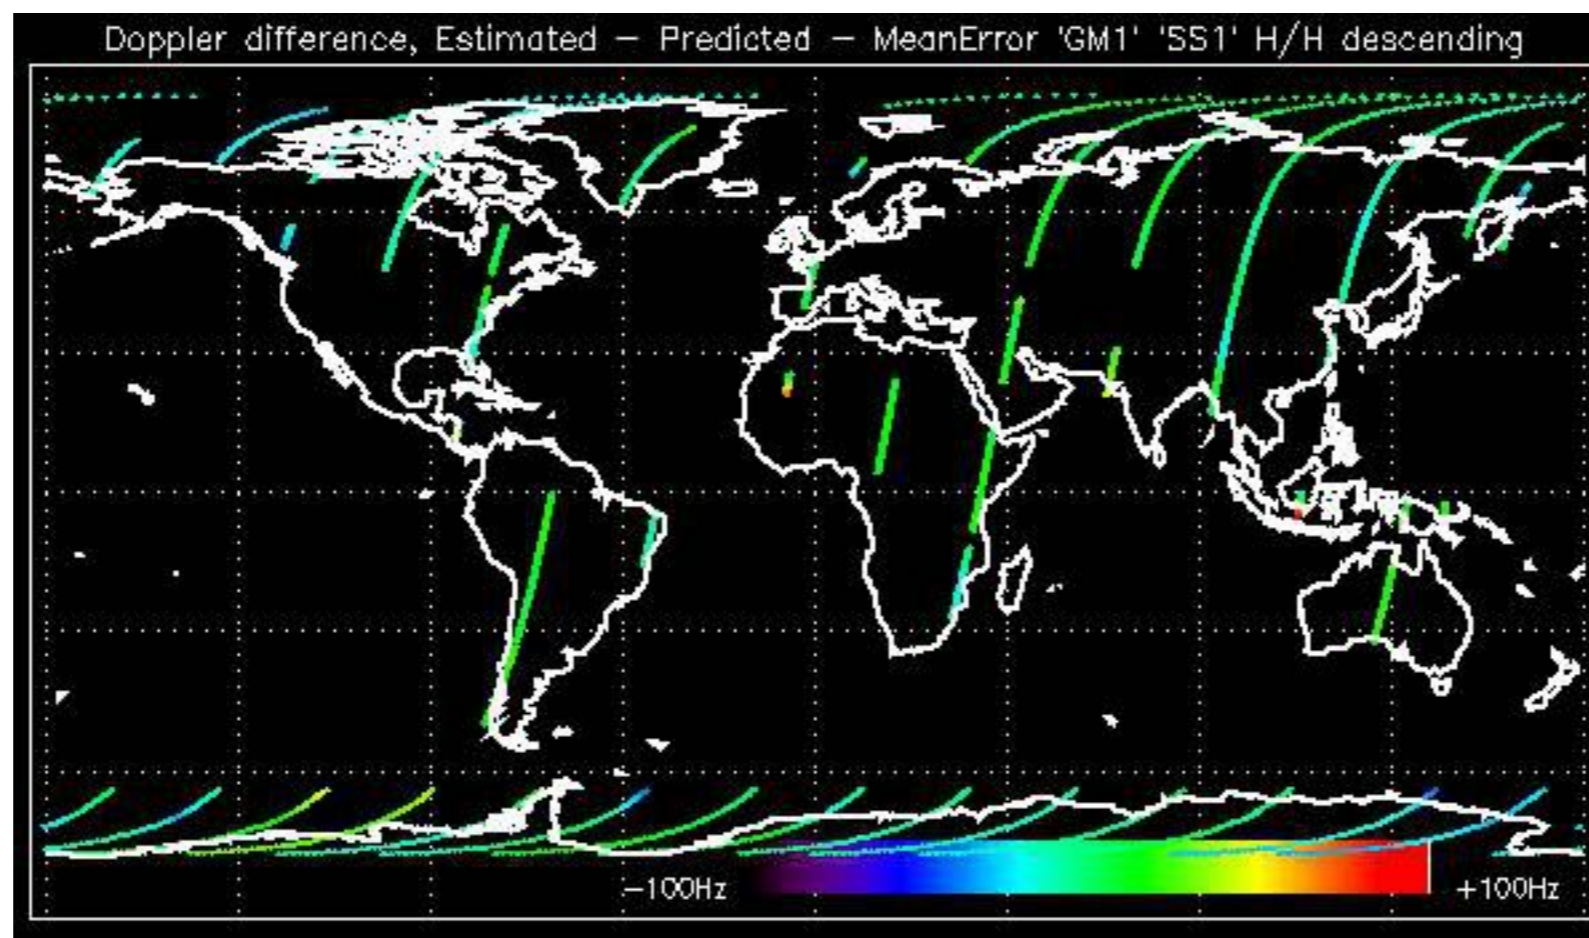 Doppler difference, Estimated – Predicted – MeanError 'GM1' 'SS1' H/H descending
-100Hz
+100Hz